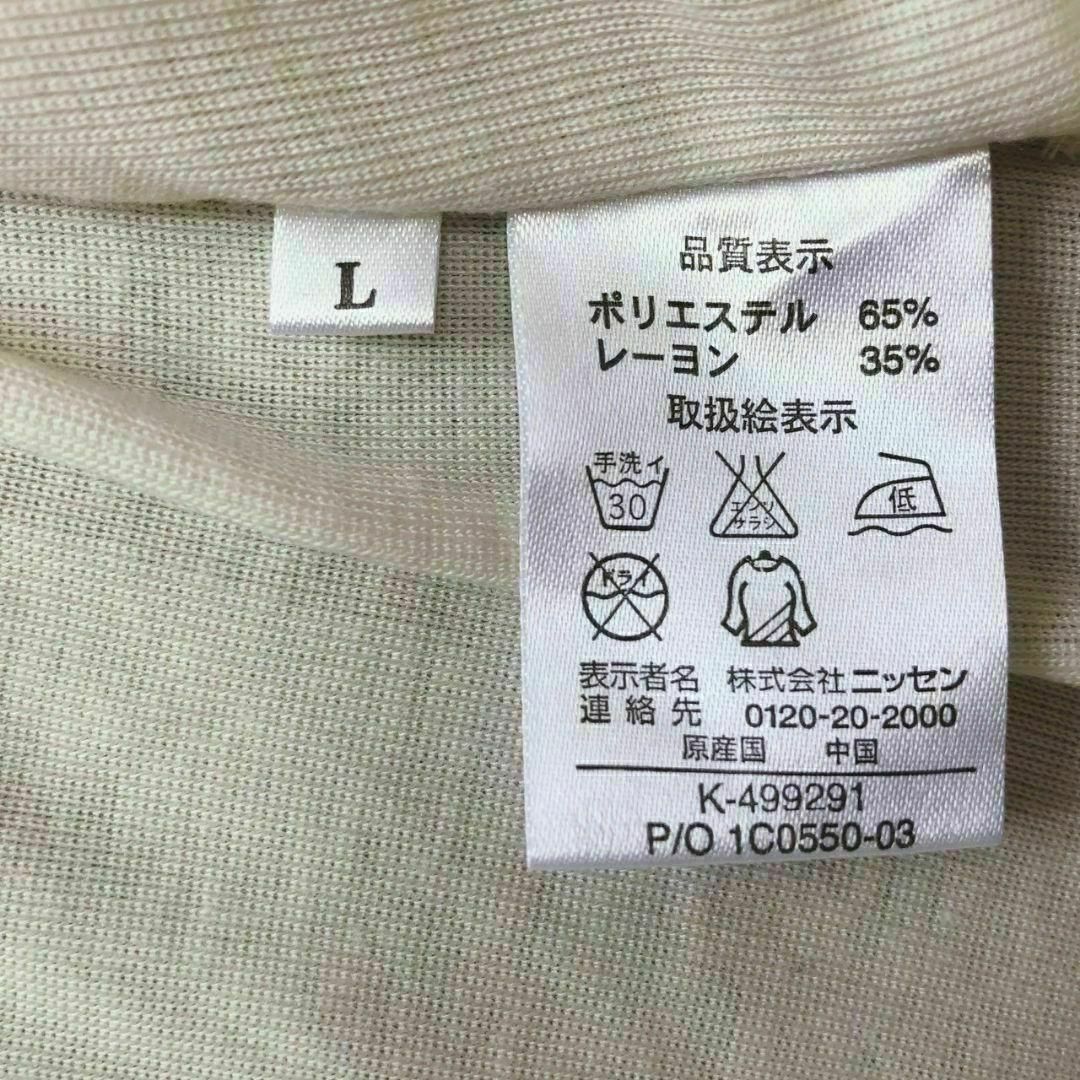 L
品質表示
ポリエステル 65%
レーヨン 35%
取扱絵表示
手洗イ
30
エンソ
サラシ
低
ドライ
表示者名 株式会社ニッセン
連絡先 0120-20-2000
原産国 中国
K-499291
P/O 1C0550-03